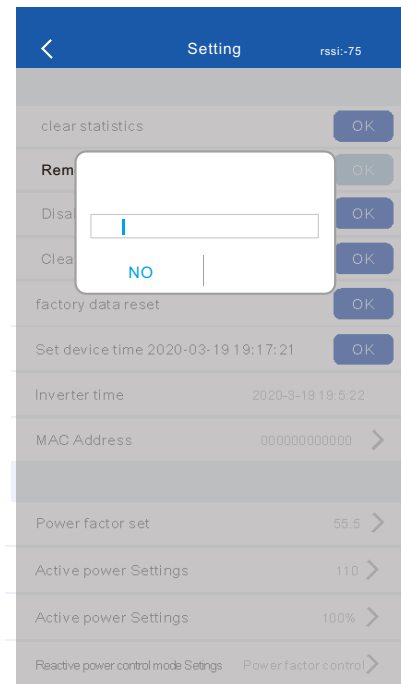 Setting rssi:-75
clear statistics OK
Rem OK
Disa OK
Clea OK
NO
factory data reset OK
Set device time 2020-03-19 19:17:21 OK
Inverter time 2020-3-19 19:5:22
MAC Address 000000000000
Power factor set 55.5
Active power Settings 110
Active power Settings 100%
Reactive power control mode Setings Power factor control